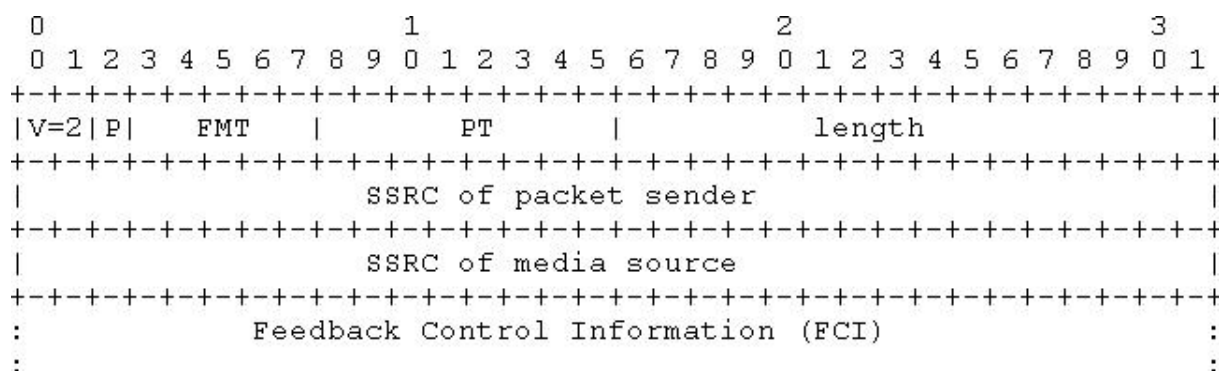 0                   1                   2                   3
 0 1 2 3 4 5 6 7 8 9 0 1 2 3 4 5 6 7 8 9 0 1 2 3 4 5 6 7 8 9 0 1
+-+-+-+-+-+-+-+-+-+-+-+-+-+-+-+-+-+-+-+-+-+-+-+-+-+-+-+-+-+-+-+-+
|V=2|P|   FMT   |       PT      |          length               |
+-+-+-+-+-+-+-+-+-+-+-+-+-+-+-+-+-+-+-+-+-+-+-+-+-+-+-+-+-+-+-+-+
|                  SSRC of packet sender                        |
+-+-+-+-+-+-+-+-+-+-+-+-+-+-+-+-+-+-+-+-+-+-+-+-+-+-+-+-+-+-+-+-+
|                  SSRC of media source                         |
+-+-+-+-+-+-+-+-+-+-+-+-+-+-+-+-+-+-+-+-+-+-+-+-+-+-+-+-+-+-+-+-+
:            Feedback Control Information (FCI)                 :
:                                                               :